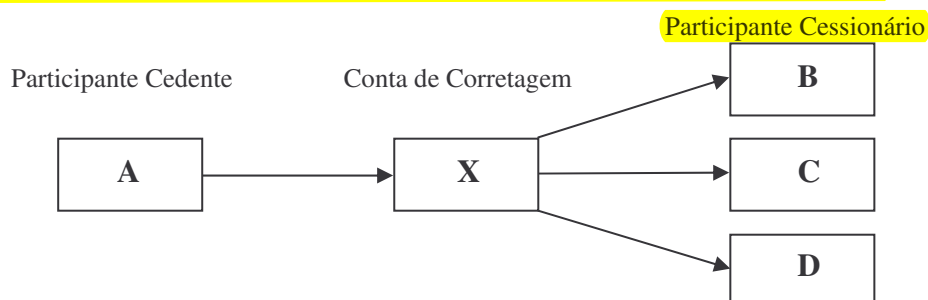 Participante Cessionário
Participante Cedente
Conta de Corretagem
B
A
X
C
D